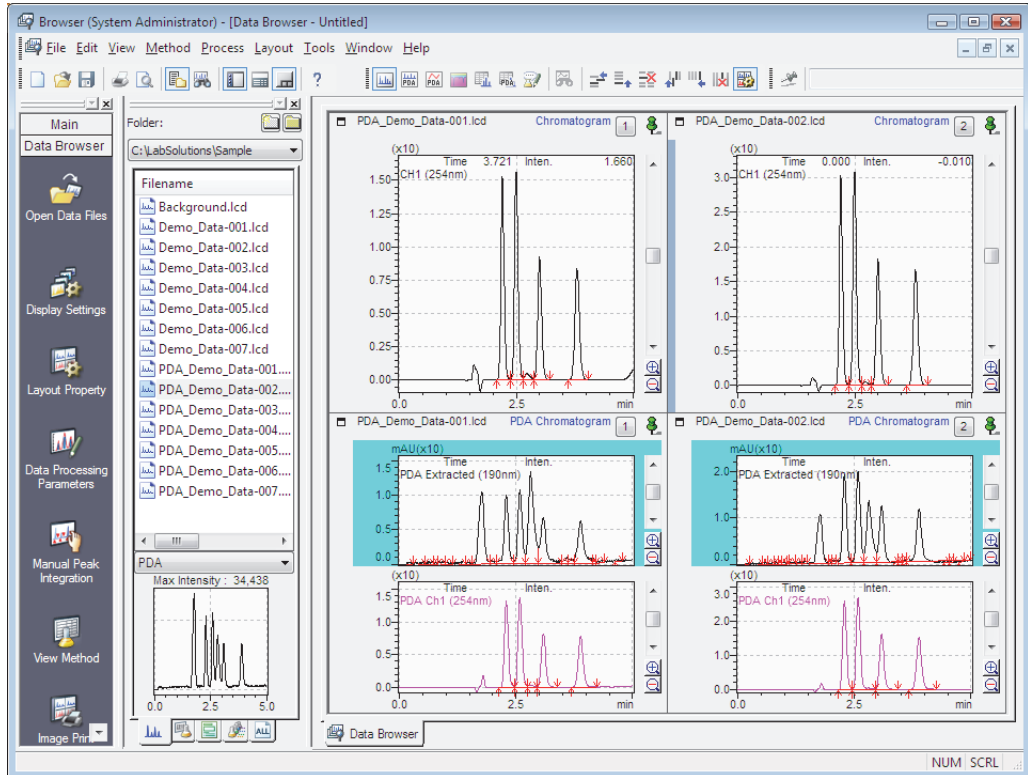 Browser (System Administrator) - [Data Browser - Untitled]
File Edit View Method Process Layout Tools Window Help
Main
Data Browser
Open Data Files
Display Settings
Layout Property
Data Processing
Parameters
Manual Peak
Integration
View Method
Folder:
C:\LabSolutions\Sample
Filename
Background.lcd
Demo_Data-001.lcd
Demo_Data-002.lcd
Demo_Data-003.lcd
Demo_Data-004.lcd
Demo_Data-005.lcd
Demo_Data-006.lcd
Demo_Data-007.lcd
PDA_Demo_Data-001....
PDA_Demo_Data-002....
PDA_Demo_Data-003....
PDA_Demo_Data-004....
PDA_Demo_Data-005....
PDA_Demo_Data-006....
PDA_Demo_Data-007....
PDA
Max Intensity : 34,438
0.0 2.5 5.0
ALL
PDA_Demo_Data-001.lcd Chromatogram 1
(x10)
Time 3.721 Inten. 1.660
CH1 (254nm)
1.50
1.25
1.00
0.75
0.50
0.25
0.00
0.0 2.5 min
PDA_Demo_Data-002.lcd Chromatogram 2
(x10)
Time 0.000 Inten. -0.010
CH1 (254nm)
3.0
2.5
2.0
1.5
1.0
0.5
0.0
0.0 2.5 min
PDA_Demo_Data-001.lcd PDA Chromatogram 1
mAU(x10)
Time Inten.
PDA Extracted (190nm)
1.5
1.0
0.5
0.0
(x10)
Time Inten.
PDA Ch1 (254nm)
1.5
1.0
0.5
0.0
0.0 2.5 min
PDA_Demo_Data-002.lcd PDA Chromatogram 2
mAU(x10)
Time Inten.
PDA Extracted (190nm)
2.0
1.0
0.0
(x10)
Time Inten.
PDA Ch1 (254nm)
3.0
2.0
1.0
0.0
0.0 2.5 min
Data Browser
NUM SCRL